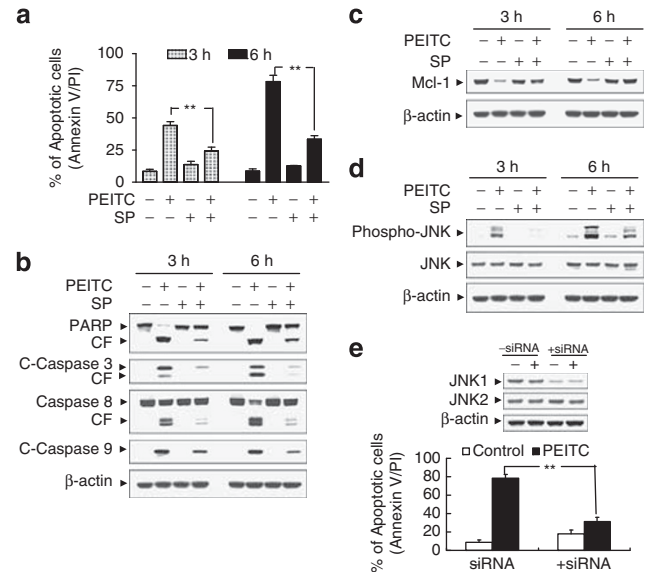 a
% of Apoptotic cells
(Annexin V/PI)
100
75
50
25
0
3 h
6 h
**
**
PEITC − + − + − + − +
SP − − + + − − + +
b
3 h 6 h
PEITC − + − + − + − +
SP − − + + − − + +
PARP
CF
C-Caspase 3
CF
Caspase 8
CF
C-Caspase 9
β-actin
c
3 h 6 h
PEITC − + − + − + − +
SP − − + + − − + +
Mcl-1
β-actin
d
3 h 6 h
PEITC − + − + − + − +
SP − − + + − − + +
Phospho-JNK
JNK
β-actin
e
−siRNA +siRNA
− + − +
JNK1
JNK2
β-actin
% of Apoptotic cells
(Annexin V/PI)
100
80
60
40
20
0
Control PEITC
**
siRNA +siRNA